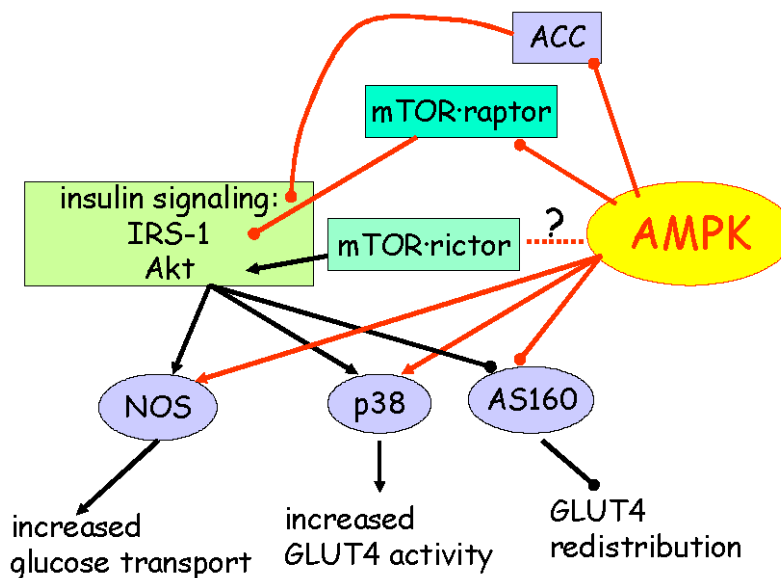 ACC
mTOR·raptor
insulin signaling:
IRS-1
Akt
mTOR·rictor
?
AMPK
NOS
p38
AS160
increased
glucose transport
increased
GLUT4 activity
GLUT4
redistribution